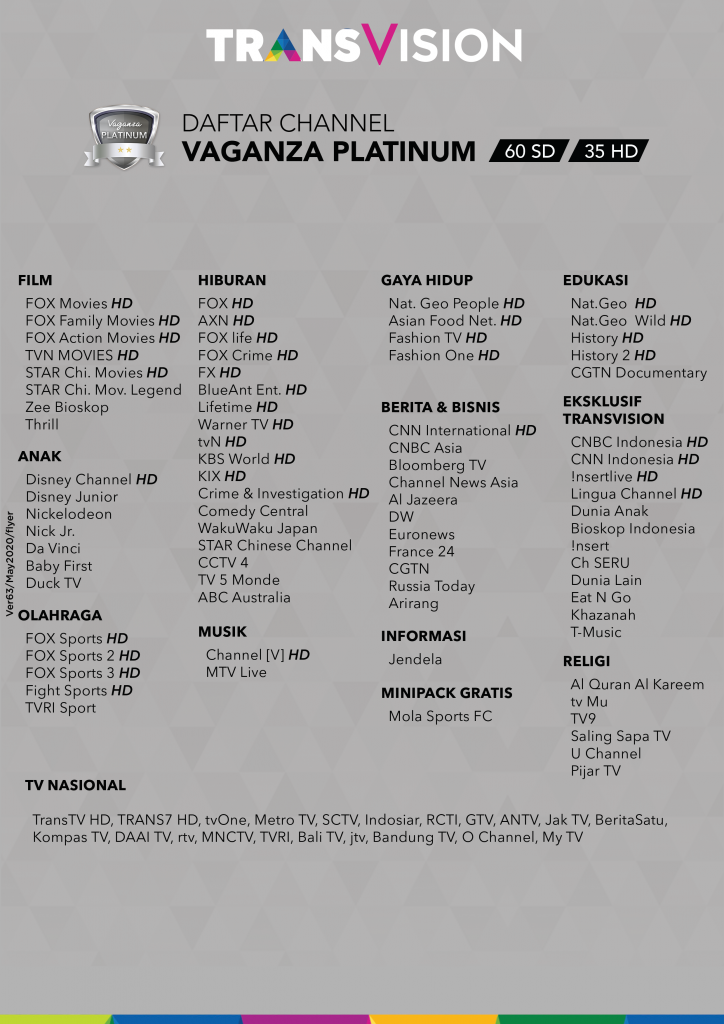 TRANSVISION
Vaganza
PLATINUM
DAFTAR CHANNEL
VAGANZA PLATINUM 60 SD 35 HD
FILM
FOX Movies HD
FOX Family Movies HD
FOX Action Movies HD
TVN MOVIES HD
STAR Chi. Movies HD
STAR Chi. Mov. Legend
Zee Bioskop
Thrill
ANAK
Disney Channel HD
Disney Junior
Nickelodeon
Nick Jr.
Da Vinci
Baby First
Duck TV
OLAHRAGA
FOX Sports HD
FOX Sports 2 HD
FOX Sports 3 HD
Fight Sports HD
TVRI Sport
HIBURAN
FOX HD
AXN HD
FOX life HD
FOX Crime HD
FX HD
BlueAnt Ent. HD
Lifetime HD
Warner TV HD
tvN HD
KBS World HD
KIX HD
Crime & Investigation HD
Comedy Central
WakuWaku Japan
STAR Chinese Channel
CCTV 4
TV 5 Monde
ABC Australia
MUSIK
Channel [V] HD
MTV Live
GAYA HIDUP
Nat. Geo People HD
Asian Food Net. HD
Fashion TV HD
Fashion One HD
BERITA & BISNIS
CNN International HD
CNBC Asia
Bloomberg TV
Channel News Asia
Al Jazeera
DW
Euronews
France 24
CGTN
Russia Today
Arirang
INFORMASI
Jendela
MINIPACK GRATIS
Mola Sports FC
EDUKASI
Nat.Geo HD
Nat.Geo Wild HD
History HD
History 2 HD
CGTN Documentary
EKSKLUSIF
TRANSVISION
CNBC Indonesia HD
CNN Indonesia HD
!nsertlive HD
Lingua Channel HD
Dunia Anak
Bioskop Indonesia
!nsert
Ch SERU
Dunia Lain
Eat N Go
Khazanah
T-Music
RELIGI
Al Quran Al Kareem
tv Mu
TV9
Saling Sapa TV
U Channel
Pijar TV
TV NASIONAL
TransTV HD, TRANS7 HD, tvOne, Metro TV, SCTV, Indosiar, RCTI, GTV, ANTV, Jak TV, BeritaSatu,
Kompas TV, DAAI TV, rtv, MNCTV, TVRI, Bali TV, jtv, Bandung TV, O Channel, My TV
Ver63/May2020/flyer